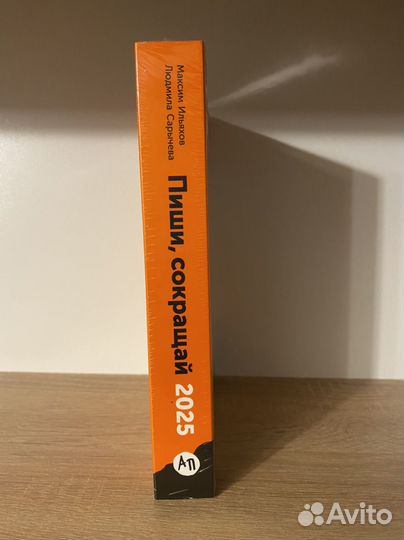 Максим Ильяхов
Людмила Сарычева
Пиши, сокращай 2025
АП
Avito